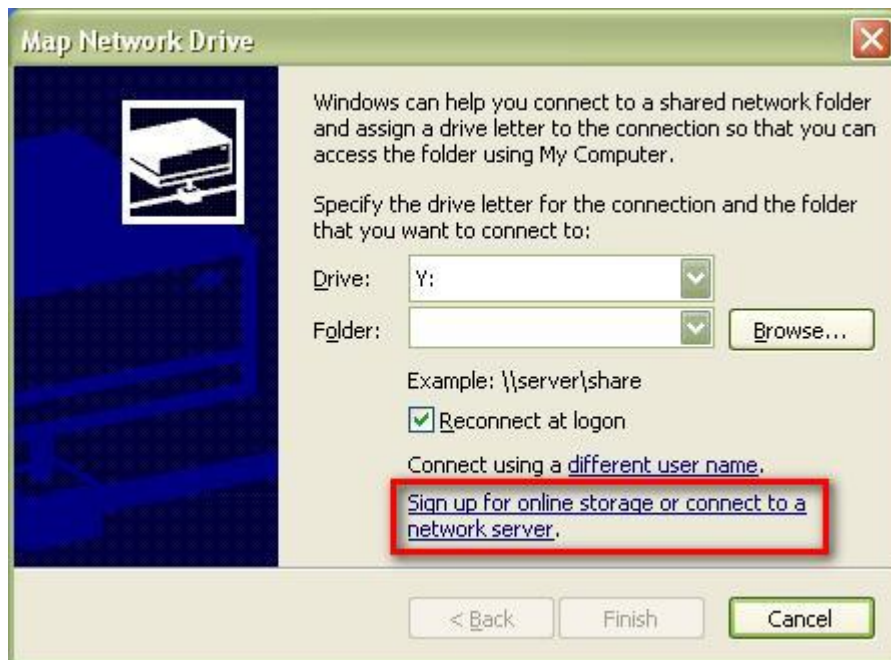 Map Network Drive
Windows can help you connect to a shared network folder
and assign a drive letter to the connection so that you can
access the folder using My Computer.
Specify the drive letter for the connection and the folder
that you want to connect to:
Drive: Y:
Folder: Browse...
Example: \\server\share
Reconnect at logon
Connect using a different user name.
Sign up for online storage or connect to a
network server.
< Back Finish Cancel